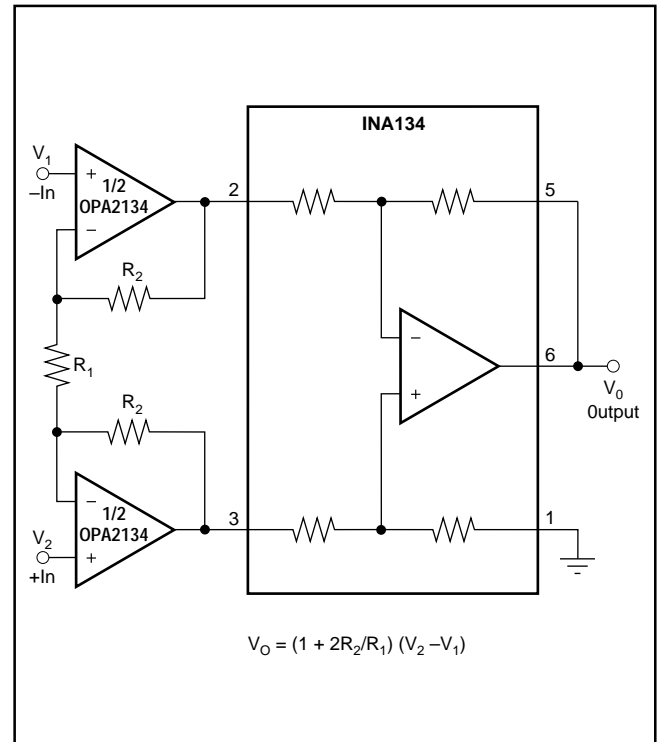 INA134
V1
–In
+
1/2
OPA2134
–
2
5
R2
R1
–
+
6
V0
0utput
R2
–
1/2
OPA2134
+
3
1
V2
+In
VO = (1 + 2R2/R1) (V2 –V1)